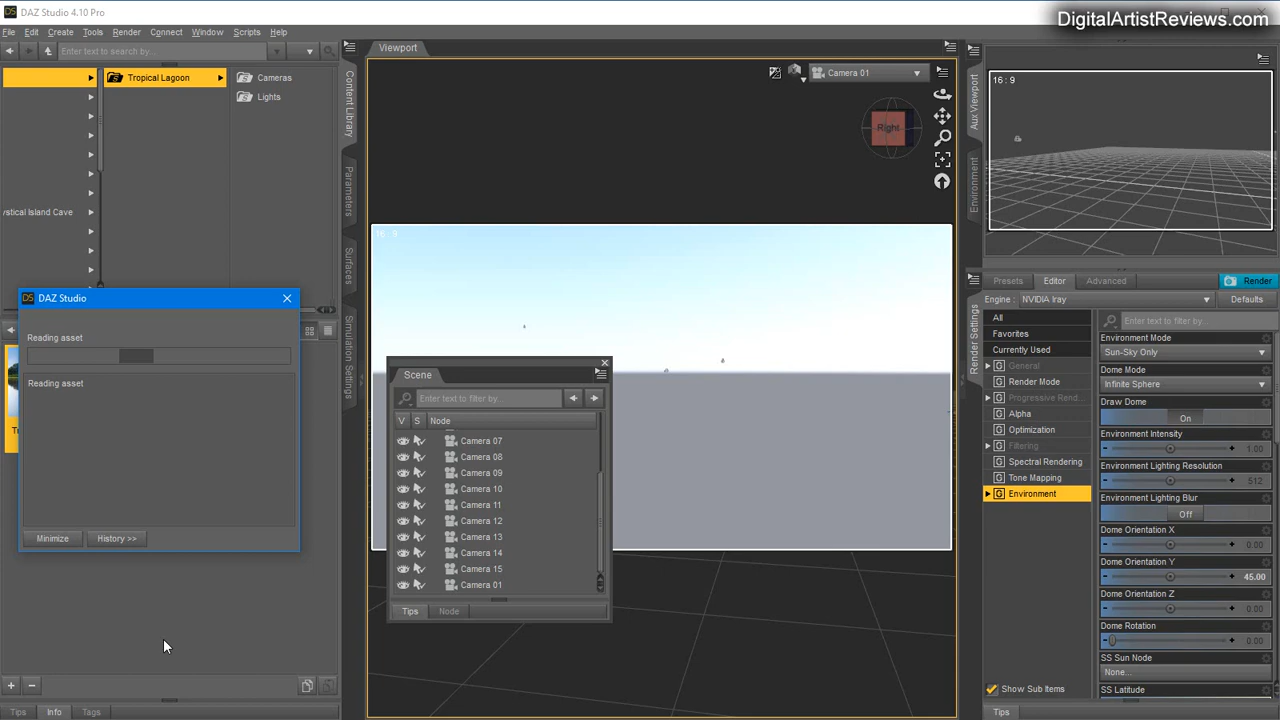 DAZ Studio 4.10 Pro
DigitalArtistReviews.com
File Edit Create Tools Render Connect Window Scripts Help
Enter text to search by...
Tropical Lagoon
Cameras
Lights
ystical Island Cave
DAZ Studio
Reading asset
Reading asset
Minimize
History >>
Tips
Info
Tags
Content Library
Parameters
Surfaces
Simulation Settings
Viewport
Camera 01
Right
16 : 9
Scene
Enter text to filter by...
V S Node
Camera 07
Camera 08
Camera 09
Camera 10
Camera 11
Camera 12
Camera 13
Camera 14
Camera 15
Camera 01
Tips
Node
Aux Viewport
Environment
16 : 9
Render Settings
Presets
Editor
Advanced
Render
Engine : NVIDIA Iray
Defaults
All
Favorites
Currently Used
G General
G Render Mode
G Progressive Rend...
G Alpha
G Optimization
G Filtering
G Spectral Rendering
G Tone Mapping
G Environment
Show Sub Items
Enter text to filter by...
Environment Mode
Sun-Sky Only
Dome Mode
Infinite Sphere
Draw Dome
On
Environment Intensity
1.00
Environment Lighting Resolution
512
Environment Lighting Blur
Off
Dome Orientation X
0.00
Dome Orientation Y
45.00
Dome Orientation Z
0.00
Dome Rotation
0.00
SS Sun Node
None...
SS Latitude
Tips